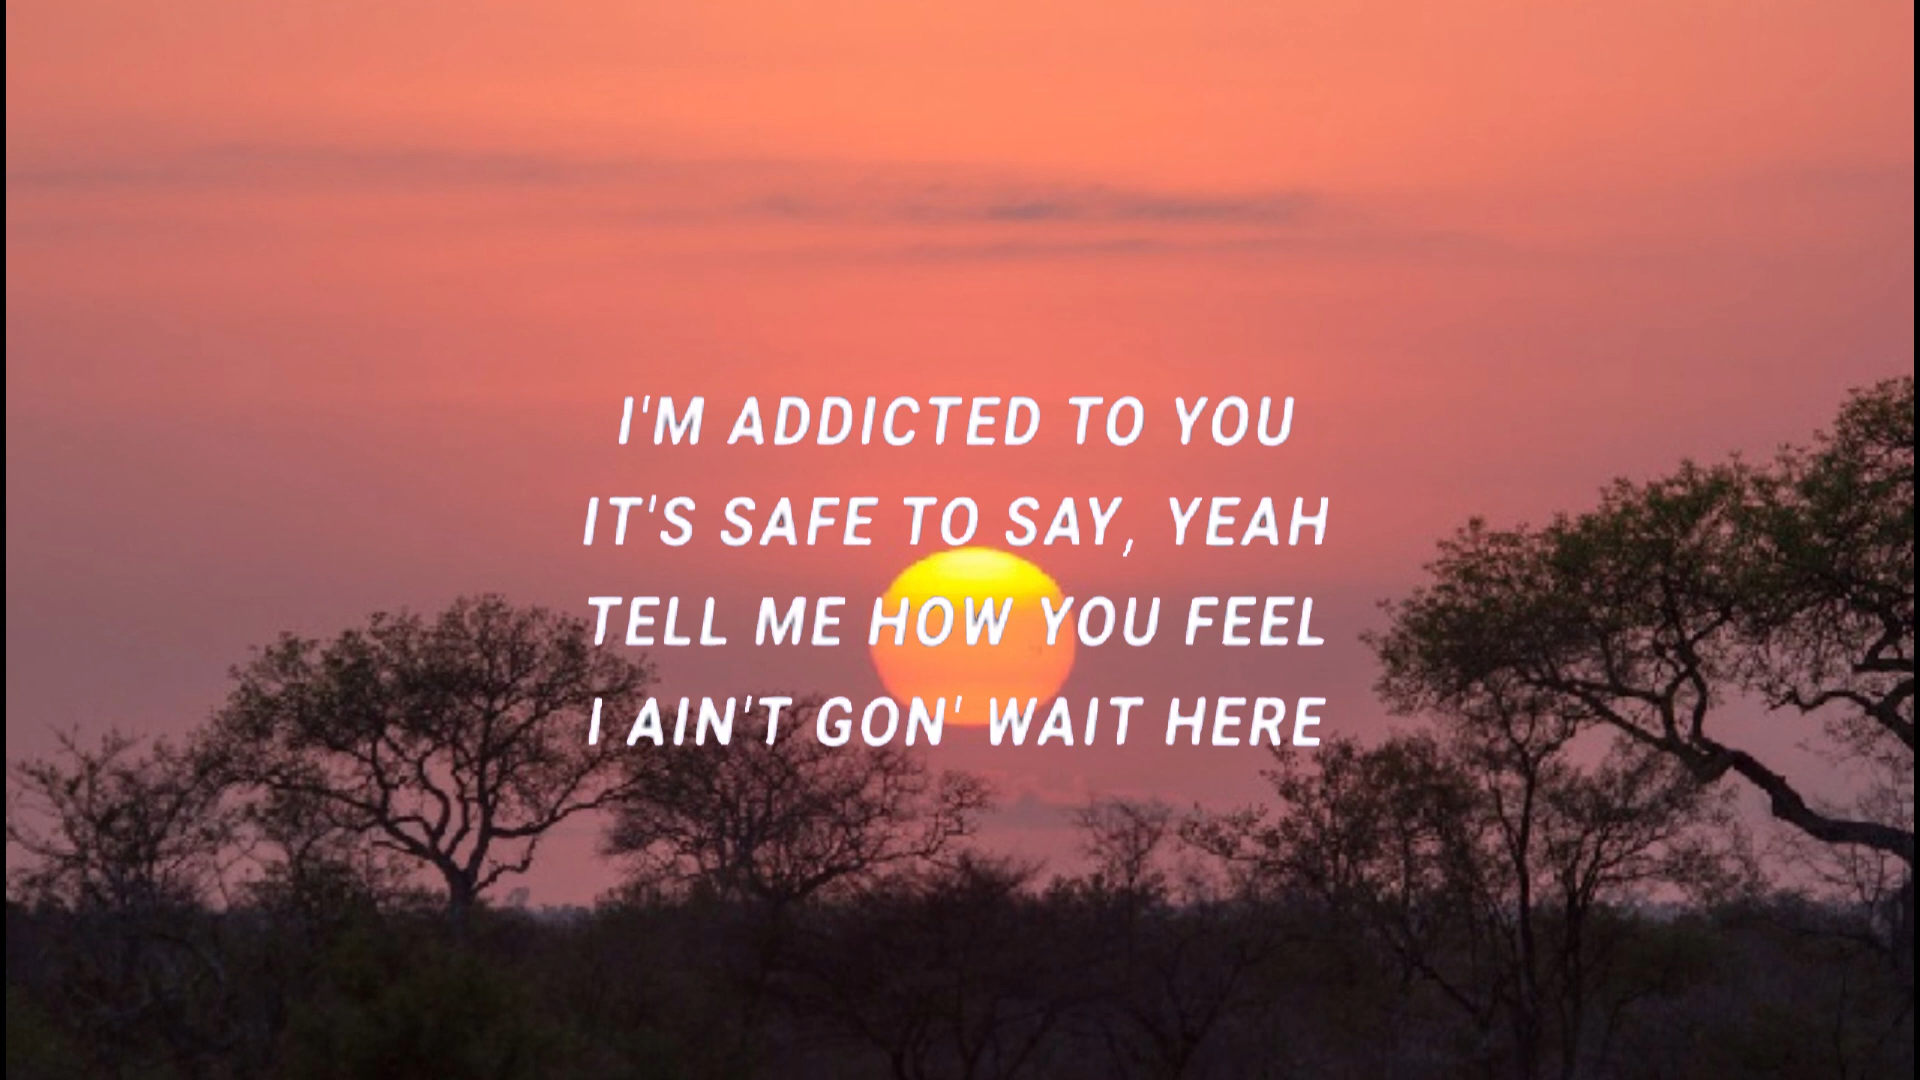 I'M ADDICTED TO YOU
IT'S SAFE TO SAY, YEAH
TELL ME HOW YOU FEEL
I AIN'T GON' WAIT HERE